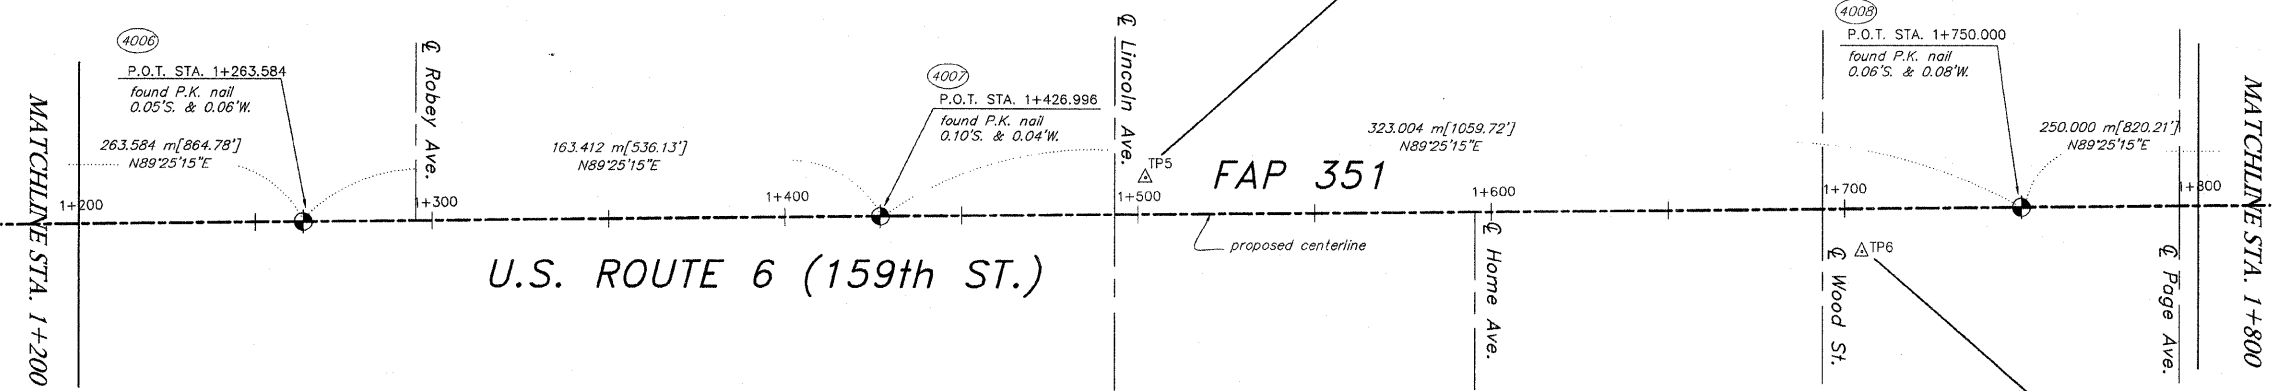 MATCHLINE STA. 1+200
4006
P.O.T. STA. 1+263.584
found P.K. nail
0.05'S. & 0.06'W.
263.584 m[864.78']
N89°25'15"E
1+200
℄ Robey Ave.
1+300
163.412 m[536.13']
N89°25'15"E
1+400
4007
P.O.T. STA. 1+426.996
found P.K. nail
0.10'S. & 0.04'W.
℄ Lincoln Ave.
TP5
1+500
FAP 351
323.004 m[1059.72']
N89°25'15"E
1+600
proposed centerline
U.S. ROUTE 6 (159th ST.)
℄ Home Ave.
4008
P.O.T. STA. 1+750.000
found P.K. nail
0.06'S. & 0.08'W.
1+700
℄ Wood St.
TP6
250.000 m[820.21']
N89°25'15"E
1+800
℄ Page Ave.
MATCHLINE STA. 1+800